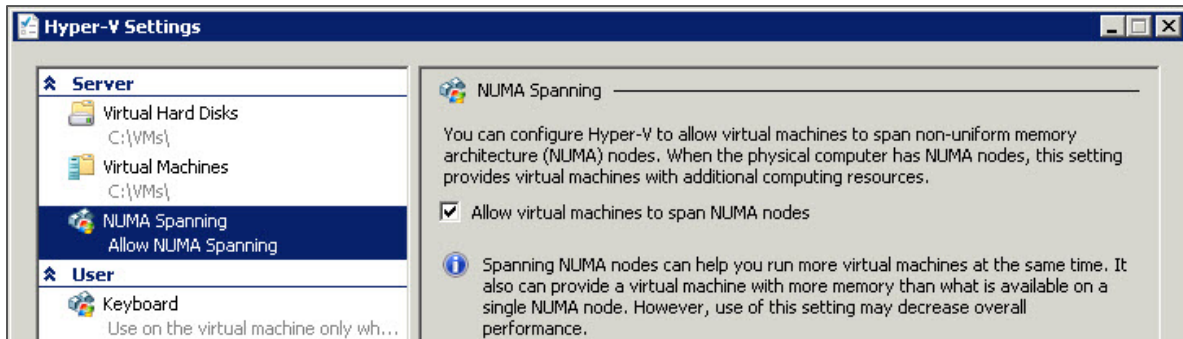 Hyper-V Settings
Server
Virtual Hard Disks
C:\VMs\
Virtual Machines
C:\VMs\
NUMA Spanning
Allow NUMA Spanning
User
Keyboard
Use on the virtual machine only wh...
NUMA Spanning
You can configure Hyper-V to allow virtual machines to span non-uniform memory
architecture (NUMA) nodes. When the physical computer has NUMA nodes, this setting
provides virtual machines with additional computing resources.
Allow virtual machines to span NUMA nodes
Spanning NUMA nodes can help you run more virtual machines at the same time. It
also can provide a virtual machine with more memory than what is available on a
single NUMA node. However, use of this setting may decrease overall
performance.